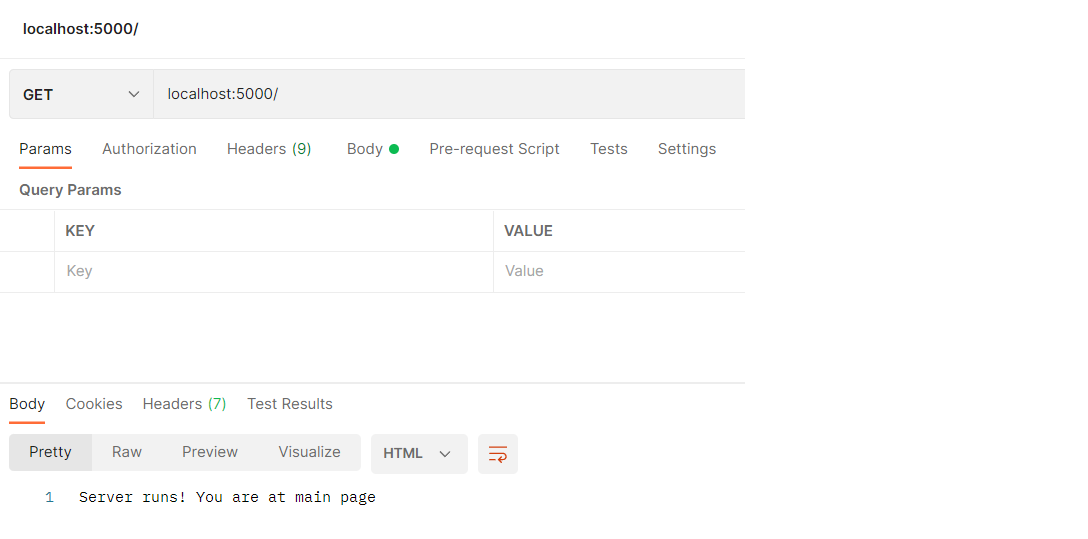 localhost:5000/
GET localhost:5000/
Params Authorization Headers (9) Body Pre-request Script Tests Settings
Query Params
KEY VALUE
Key Value
Body Cookies Headers (7) Test Results
Pretty Raw Preview Visualize HTML
1 Server runs! You are at main page